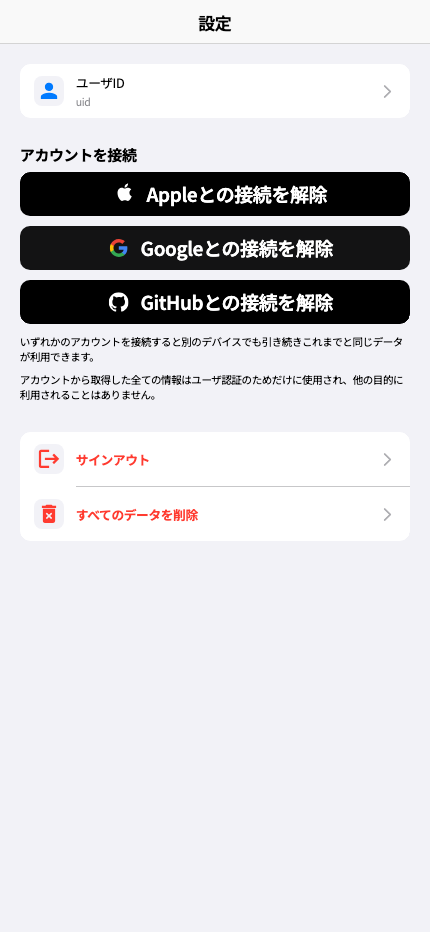 設定
ユーザID
uid
アカウントを接続
Appleとの接続を解除
Googleとの接続を解除
GitHubとの接続を解除
いずれかのアカウントを接続すると別のデバイスでも引き続きこれまでと同じデータ
が利用できます。
アカウントから取得した全ての情報はユーザ認証のためだけに使用され、他の目的に
利用されることはありません。
サインアウト
すべてのデータを削除